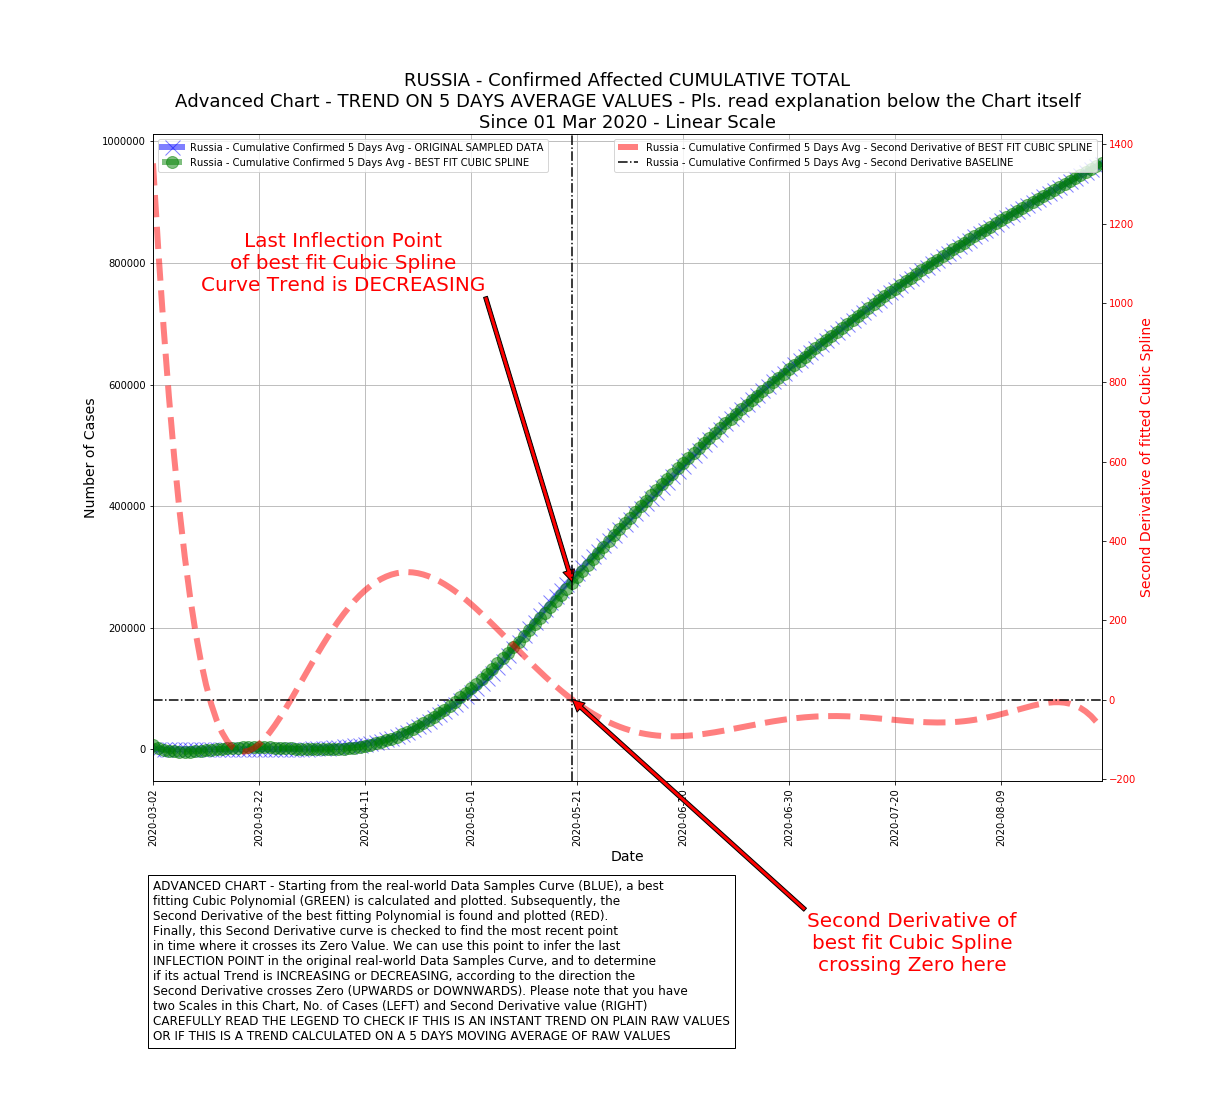 RUSSIA - Confirmed Affected CUMULATIVE TOTAL
Advanced Chart - TREND ON 5 DAYS AVERAGE VALUES - Pls. read explanation below the Chart itself
Since 01 Mar 2020 - Linear Scale
Russia - Cumulative Confirmed 5 Days Avg - ORIGINAL SAMPLED DATA
Russia - Cumulative Confirmed 5 Days Avg - BEST FIT CUBIC SPLINE
Russia - Cumulative Confirmed 5 Days Avg - Second Derivative of BEST FIT CUBIC SPLINE
Russia - Cumulative Confirmed 5 Days Avg - Second Derivative BASELINE
Last Inflection Point
of best fit Cubic Spline
Curve Trend is DECREASING
Number of Cases
1000000
800000
600000
400000
200000
0
1400
1200
1000
800
600
400
200
0
−200
Second Derivative of fitted Cubic Spline
2020-03-02
2020-03-22
2020-04-11
2020-05-01
2020-05-21
2020-06-10
2020-06-30
2020-07-20
2020-08-09
Date
Second Derivative of
best fit Cubic Spline
crossing Zero here
ADVANCED CHART - Starting from the real-world Data Samples Curve (BLUE), a best
fitting Cubic Polynomial (GREEN) is calculated and plotted. Subsequently, the
Second Derivative of the best fitting Polynomial is found and plotted (RED).
Finally, this Second Derivative curve is checked to find the most recent point
in time where it crosses its Zero Value. We can use this point to infer the last
INFLECTION POINT in the original real-world Data Samples Curve, and to determine
if its actual Trend is INCREASING or DECREASING, according to the direction the
Second Derivative crosses Zero (UPWARDS or DOWNWARDS). Please note that you have
two Scales in this Chart, No. of Cases (LEFT) and Second Derivative value (RIGHT)
CAREFULLY READ THE LEGEND TO CHECK IF THIS IS AN INSTANT TREND ON PLAIN RAW VALUES
OR IF THIS IS A TREND CALCULATED ON A 5 DAYS MOVING AVERAGE OF RAW VALUES